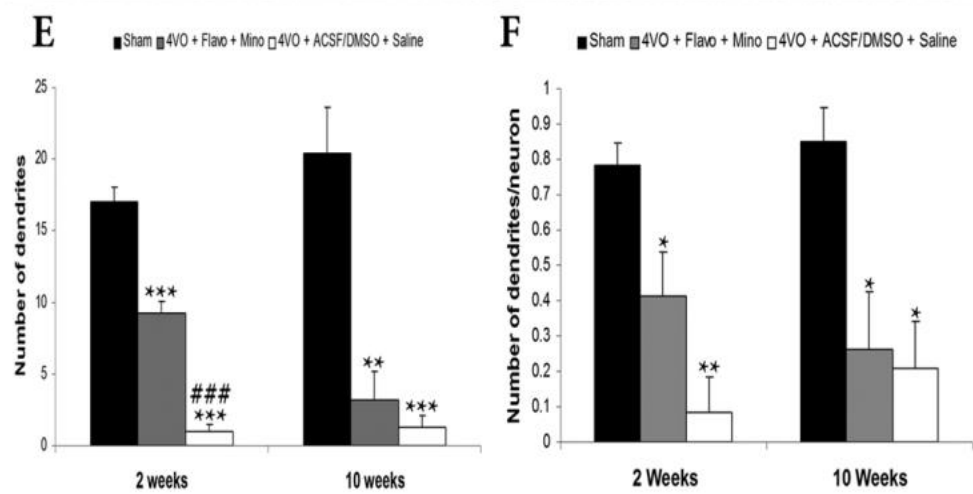 E
■Sham ■4VO + Flavo + Mino □4VO + ACSF/DMSO + Saline
Number of dendrites
25
20
15
10
5
0
***
###
***
**
***
2 weeks
10 weeks
F
■Sham ■4VO + Flavo + Mino □4VO + ACSF/DMSO + Saline
Number of dendrites/neuron
1
0.9
0.8
0.7
0.6
0.5
0.4
0.3
0.2
0.1
0
*
**
*
*
2 Weeks
10 Weeks